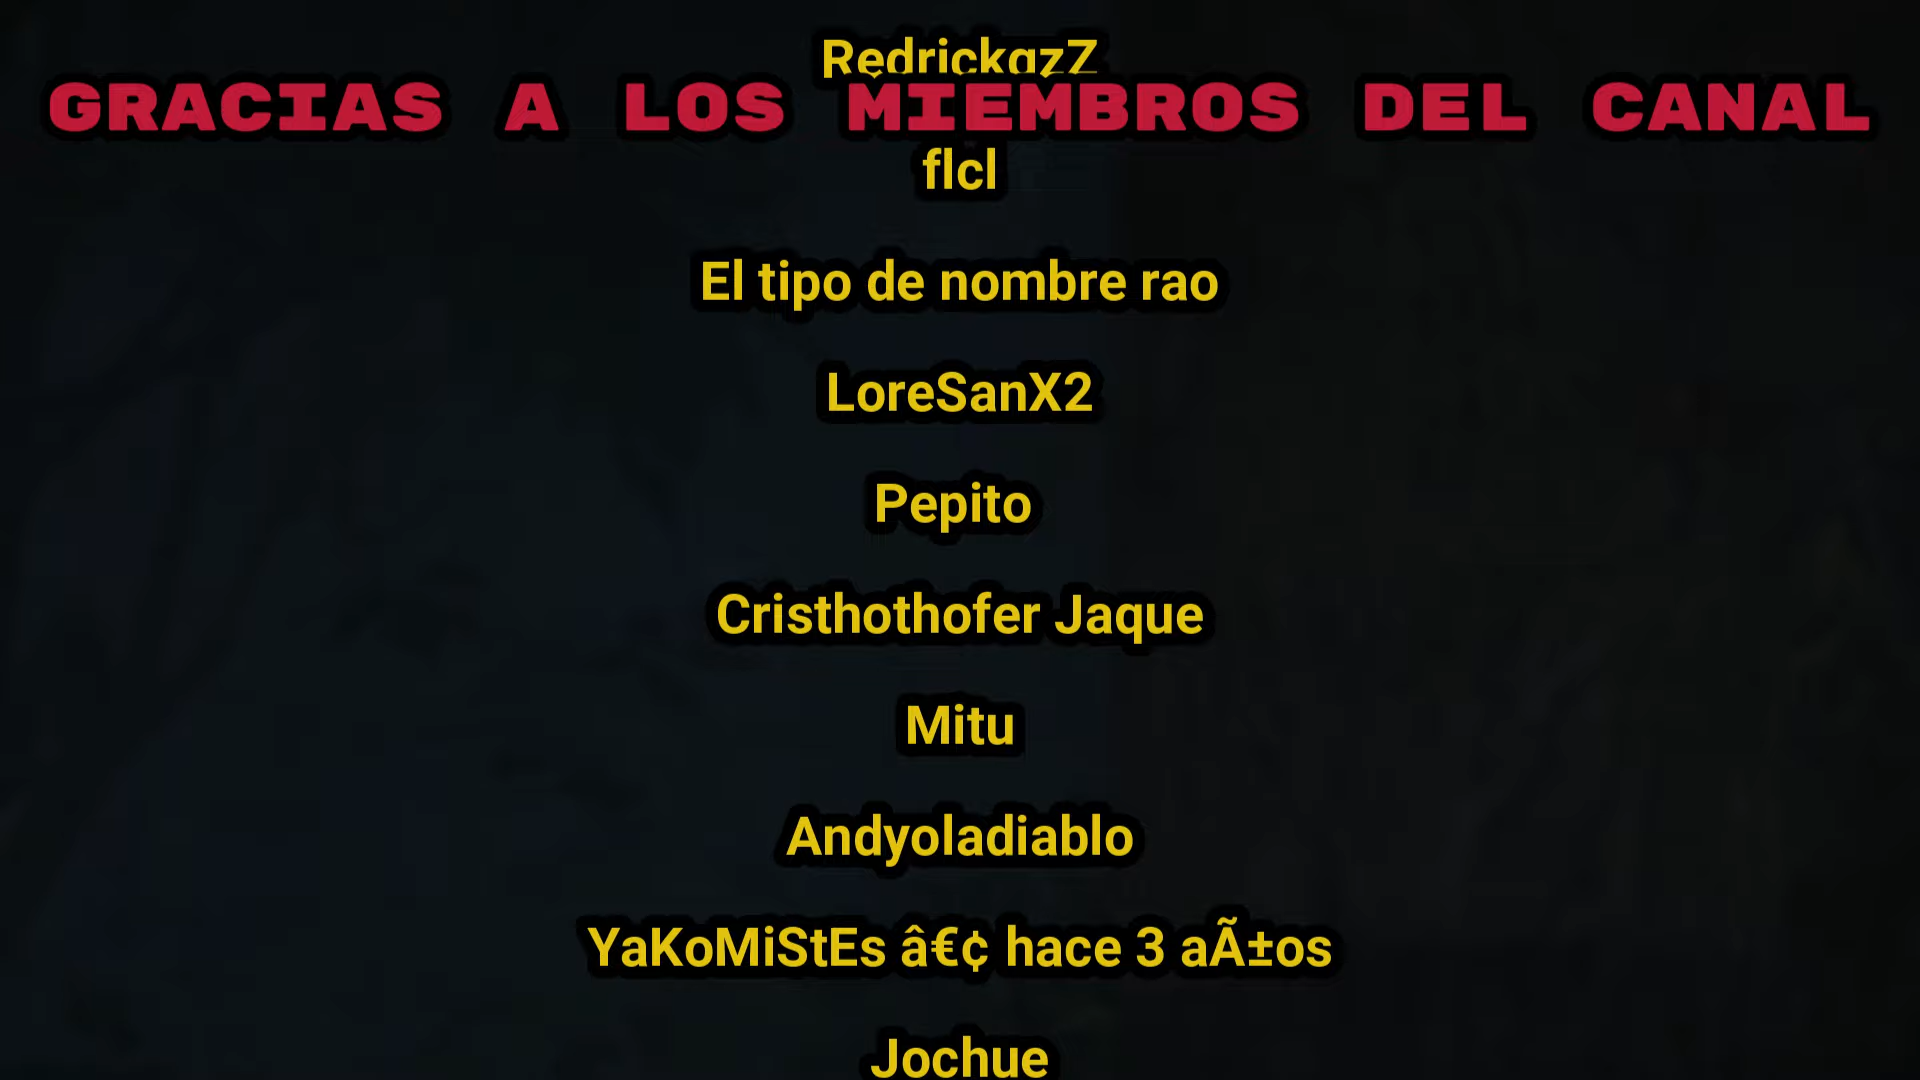 RedrickgzZ
GRACIAS A LOS MIEMBROS DEL CANAL
flcl
El tipo de nombre rao
LoreSanX2
Pepito
Cristhothofer Jaque
Mitu
Andyoladiablo
YaKoMiStEs â€¢ hace 3 aÃ±os
Jochue